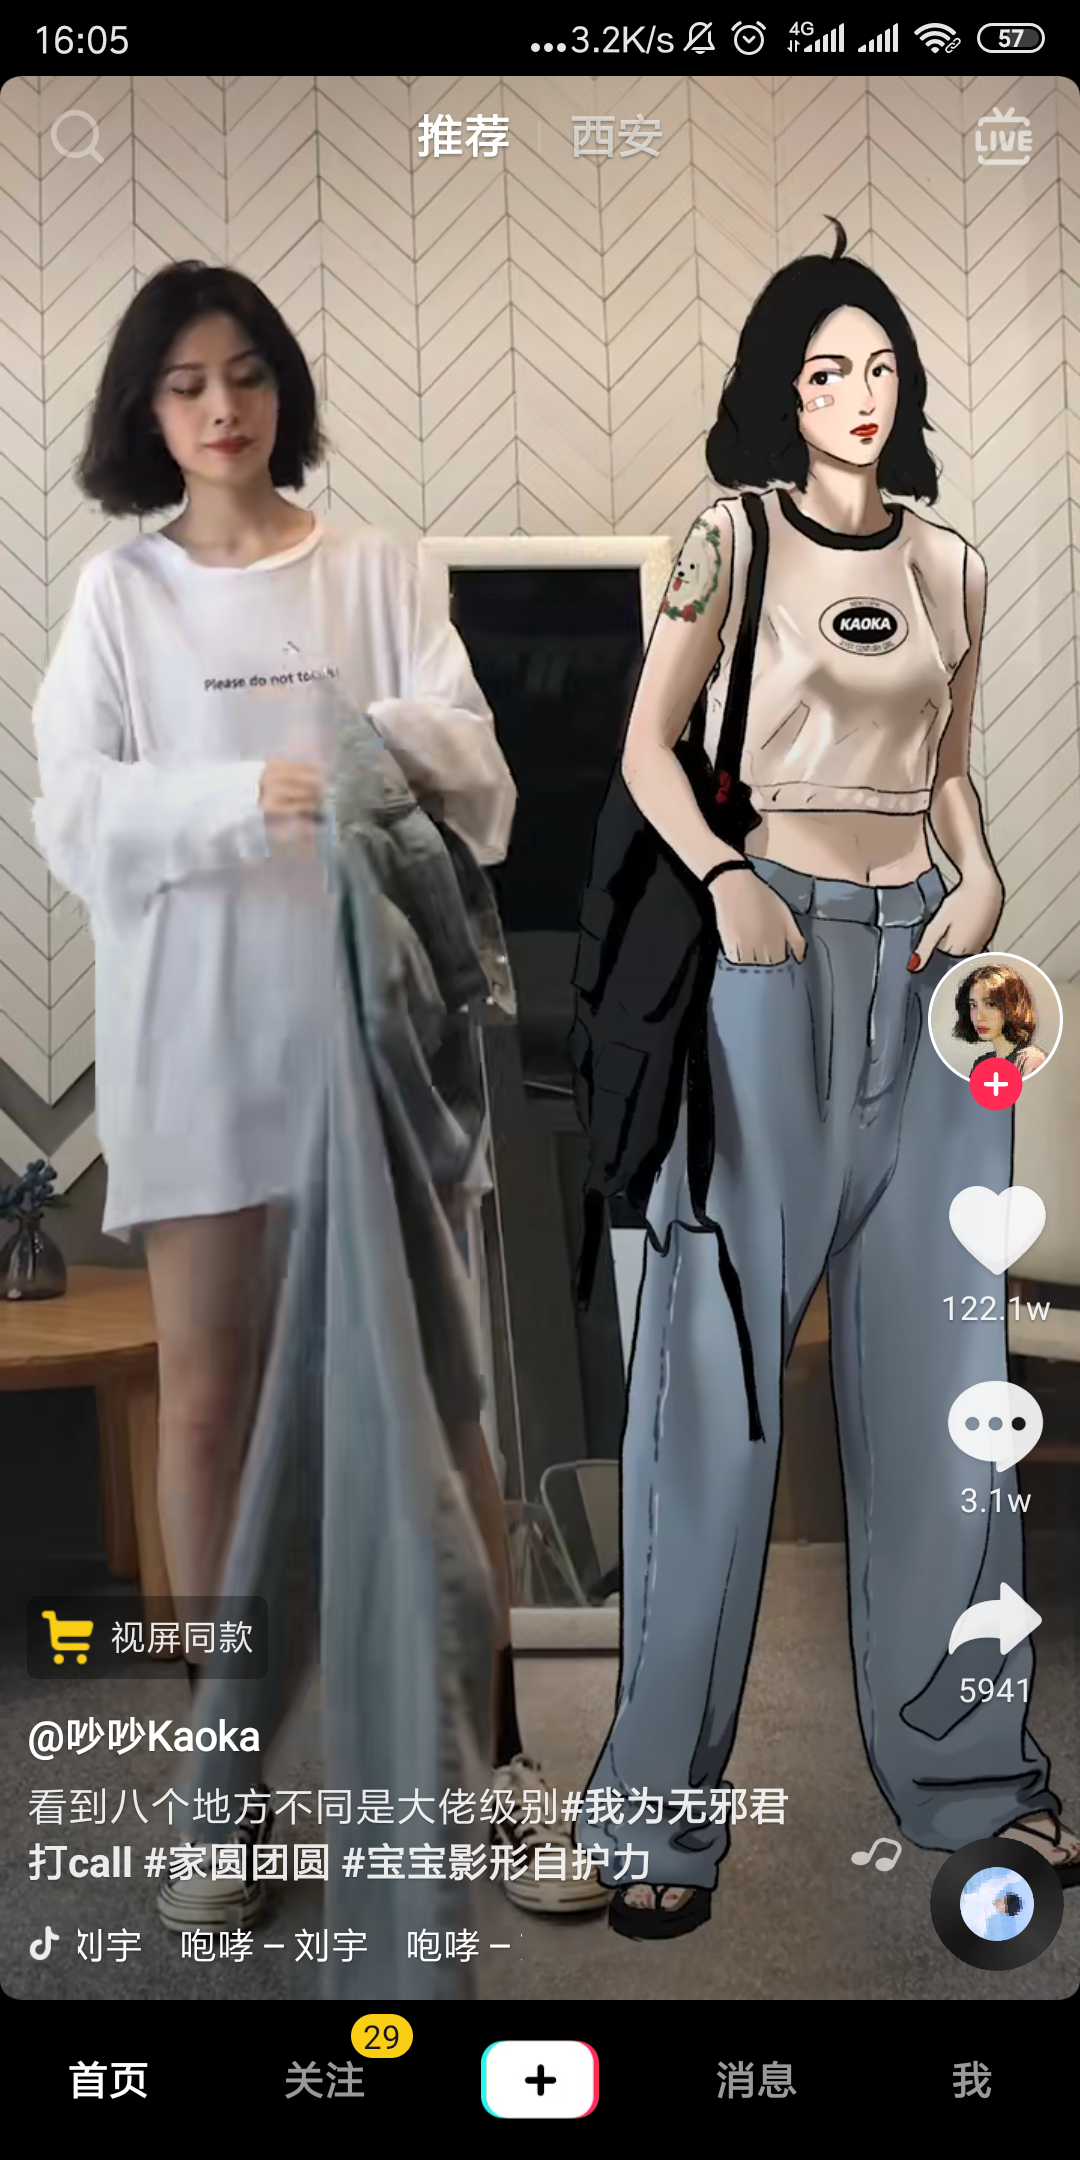 16:05
...3.2K/s
4G
57
推荐
西安
LIVE
Please do not to
KAOKA
122.1w
3.1w
5941
视屏同款
@吵吵Kaoka
看到八个地方不同是大佬级别#我为无邪君
打call #家圆团圆 #宝宝影形自护力
刘宇 咆哮 – 刘宇 咆哮 –
首页
关注
29
消息
我